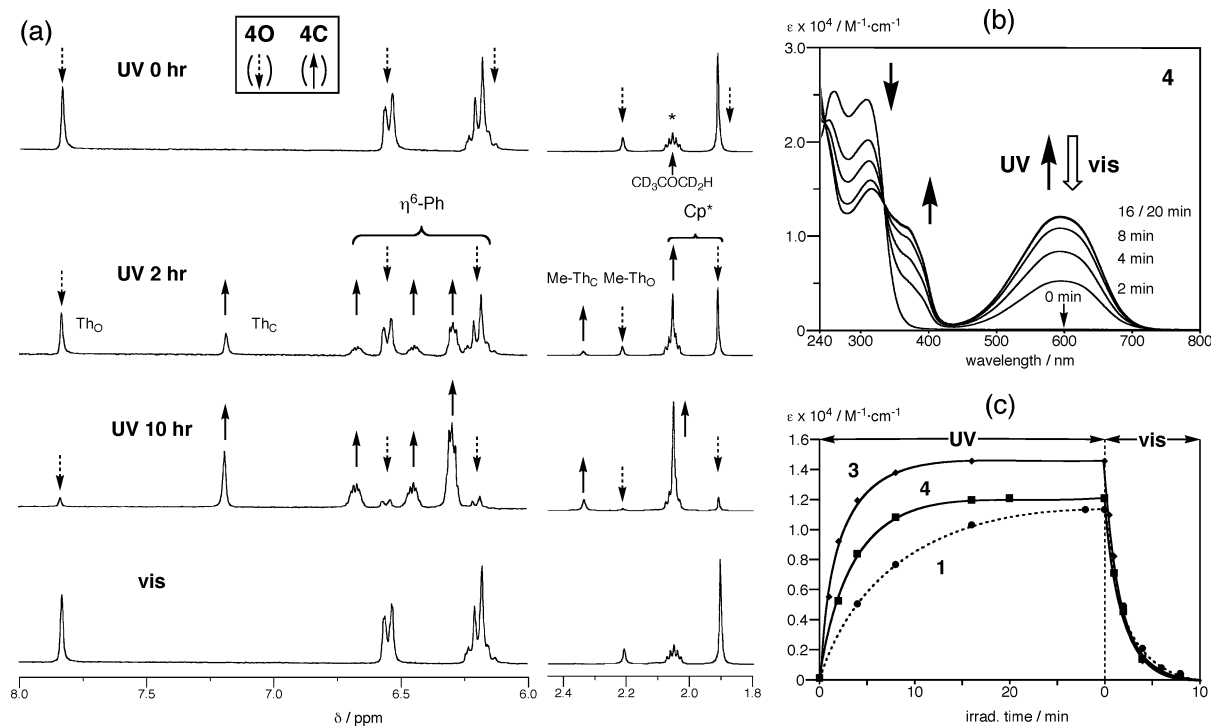 (a)
4O 4C
UV 0 hr
*
CD3COCD2H
η6-Ph
Cp*
UV 2 hr
Me-ThC Me-ThO
ThO
ThC
UV 10 hr
vis
8.0 7.5 7.0 6.5 6.0 2.4 2.2 2.0 1.8
δ / ppm
ε x 10⁴ / M⁻¹·cm⁻¹
(b)
3.0
4
2.0
UV vis
16 / 20 min
8 min
1.0
4 min
2 min
0 min
0
240 300 400 500 600 700 800
wavelength / nm
(c)
ε x 10⁴ / M⁻¹·cm⁻¹
1.6
UV
vis
1.4
3
1.2
4
1.0
0.8
1
0.6
0.4
0.2
0
0 10 20 0 10
irrad. time / min